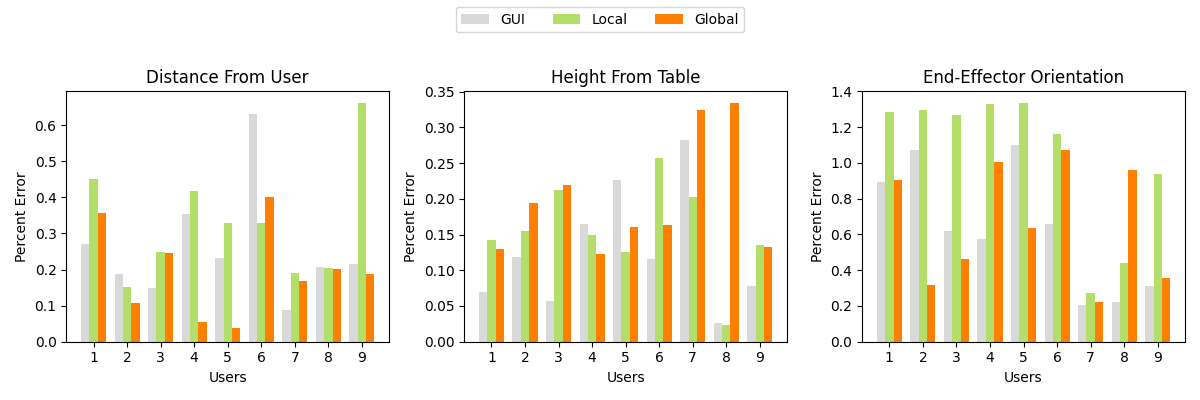 GUI Local Global
Distance From User
Percent Error
0.6
0.5
0.4
0.3
0.2
0.1
0.0
1 2 3 4 5 6 7 8 9
Users
Height From Table
Percent Error
0.35
0.30
0.25
0.20
0.15
0.10
0.05
0.00
1 2 3 4 5 6 7 8 9
Users
End-Effector Orientation
Percent Error
1.4
1.2
1.0
0.8
0.6
0.4
0.2
0.0
1 2 3 4 5 6 7 8 9
Users